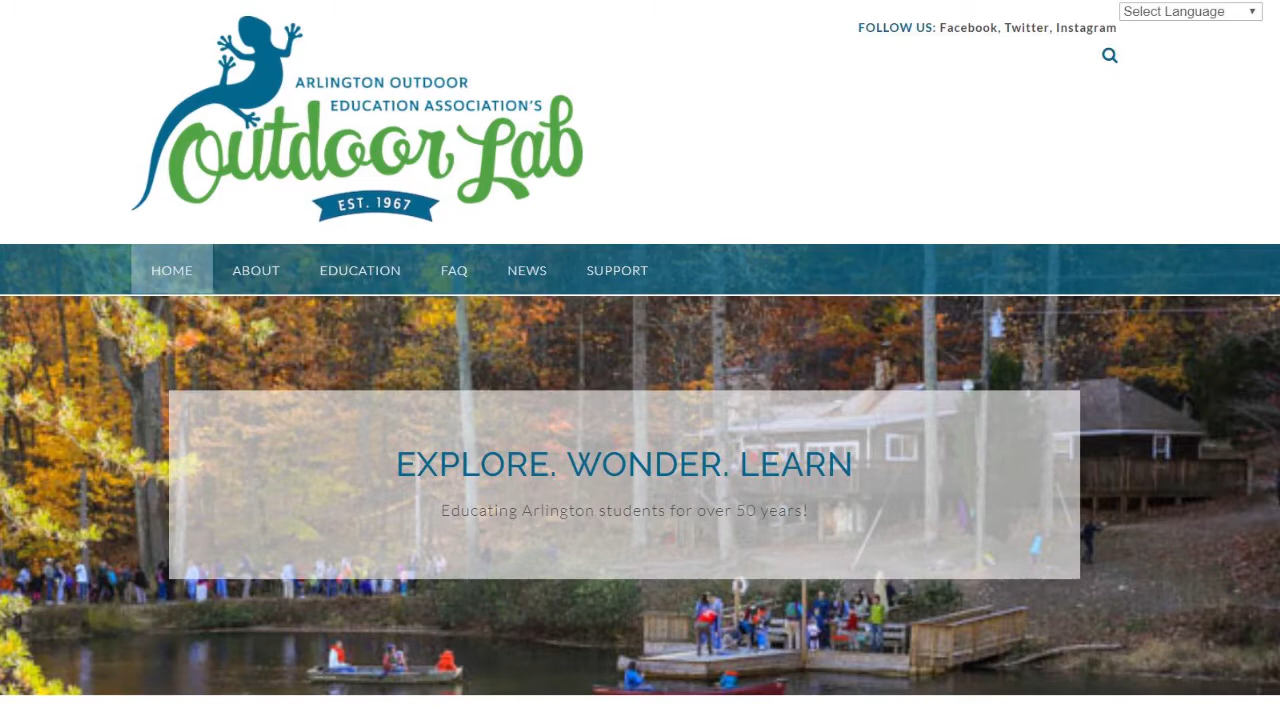 Select Language
FOLLOW US: Facebook, Twitter, Instagram
ARLINGTON OUTDOOR
EDUCATION ASSOCIATION'S
Outdoor Lab
EST. 1967
HOME ABOUT EDUCATION FAQ NEWS SUPPORT
EXPLORE. WONDER. LEARN
Educating Arlington students for over 50 years!